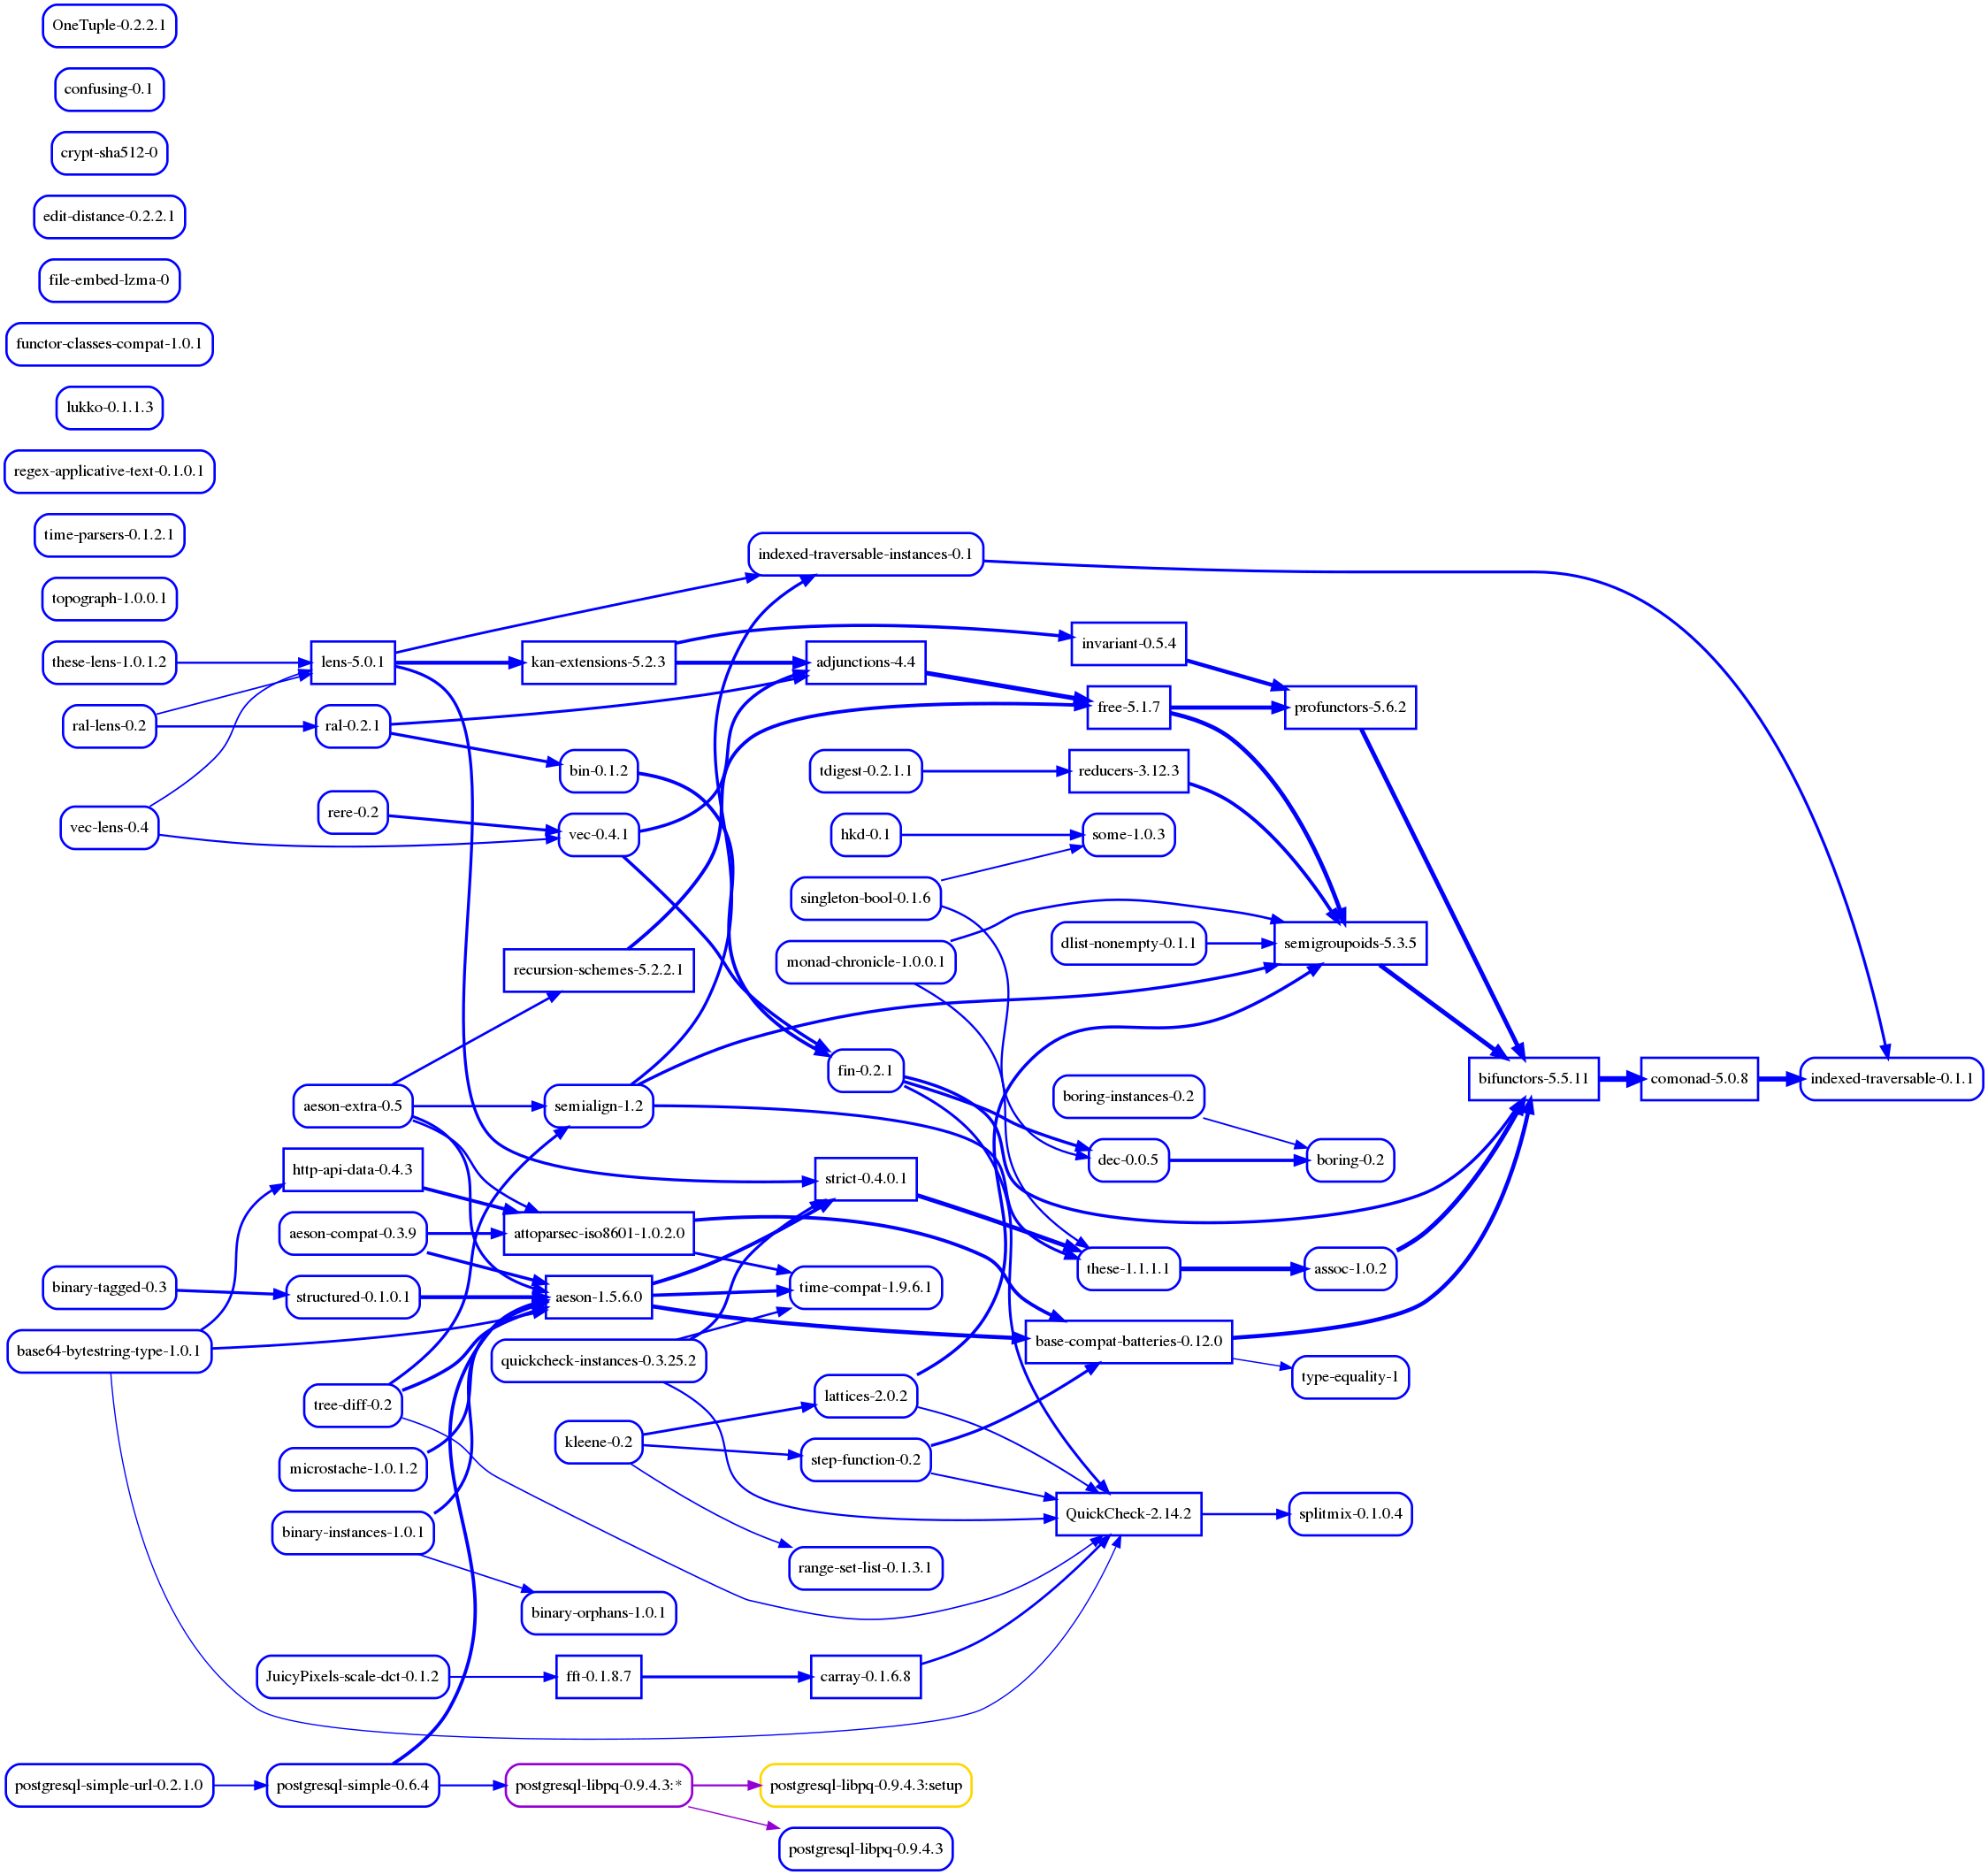 OneTuple-0.2.2.1
confusing-0.1
crypt-sha512-0
edit-distance-0.2.2.1
file-embed-lzma-0
functor-classes-compat-1.0.1
lukko-0.1.1.3
regex-applicative-text-0.1.0.1
time-parsers-0.1.2.1
indexed-traversable-instances-0.1
topograph-1.0.0.1
invariant-0.5.4
these-lens-1.0.1.2
lens-5.0.1
kan-extensions-5.2.3
adjunctions-4.4
free-5.1.7
profunctors-5.6.2
ral-lens-0.2
ral-0.2.1
bin-0.1.2
tdigest-0.2.1.1
reducers-3.12.3
rere-0.2
vec-lens-0.4
vec-0.4.1
hkd-0.1
some-1.0.3
singleton-bool-0.1.6
dlist-nonempty-0.1.1
semigroupoids-5.3.5
monad-chronicle-1.0.0.1
recursion-schemes-5.2.2.1
fin-0.2.1
bifunctors-5.5.11
comonad-5.0.8
indexed-traversable-0.1.1
boring-instances-0.2
aeson-extra-0.5
semialign-1.2
dec-0.0.5
boring-0.2
http-api-data-0.4.3
strict-0.4.0.1
aeson-compat-0.3.9
attoparsec-iso8601-1.0.2.0
these-1.1.1.1
assoc-1.0.2
binary-tagged-0.3
structured-0.1.0.1
aeson-1.5.6.0
time-compat-1.9.6.1
base-compat-batteries-0.12.0
base64-bytestring-type-1.0.1
quickcheck-instances-0.3.25.2
type-equality-1
tree-diff-0.2
lattices-2.0.2
kleene-0.2
step-function-0.2
microstache-1.0.1.2
QuickCheck-2.14.2
splitmix-0.1.0.4
binary-instances-1.0.1
range-set-list-0.1.3.1
binary-orphans-1.0.1
JuicyPixels-scale-dct-0.1.2
fft-0.1.8.7
carray-0.1.6.8
postgresql-simple-url-0.2.1.0
postgresql-simple-0.6.4
postgresql-libpq-0.9.4.3:*
postgresql-libpq-0.9.4.3:setup
postgresql-libpq-0.9.4.3